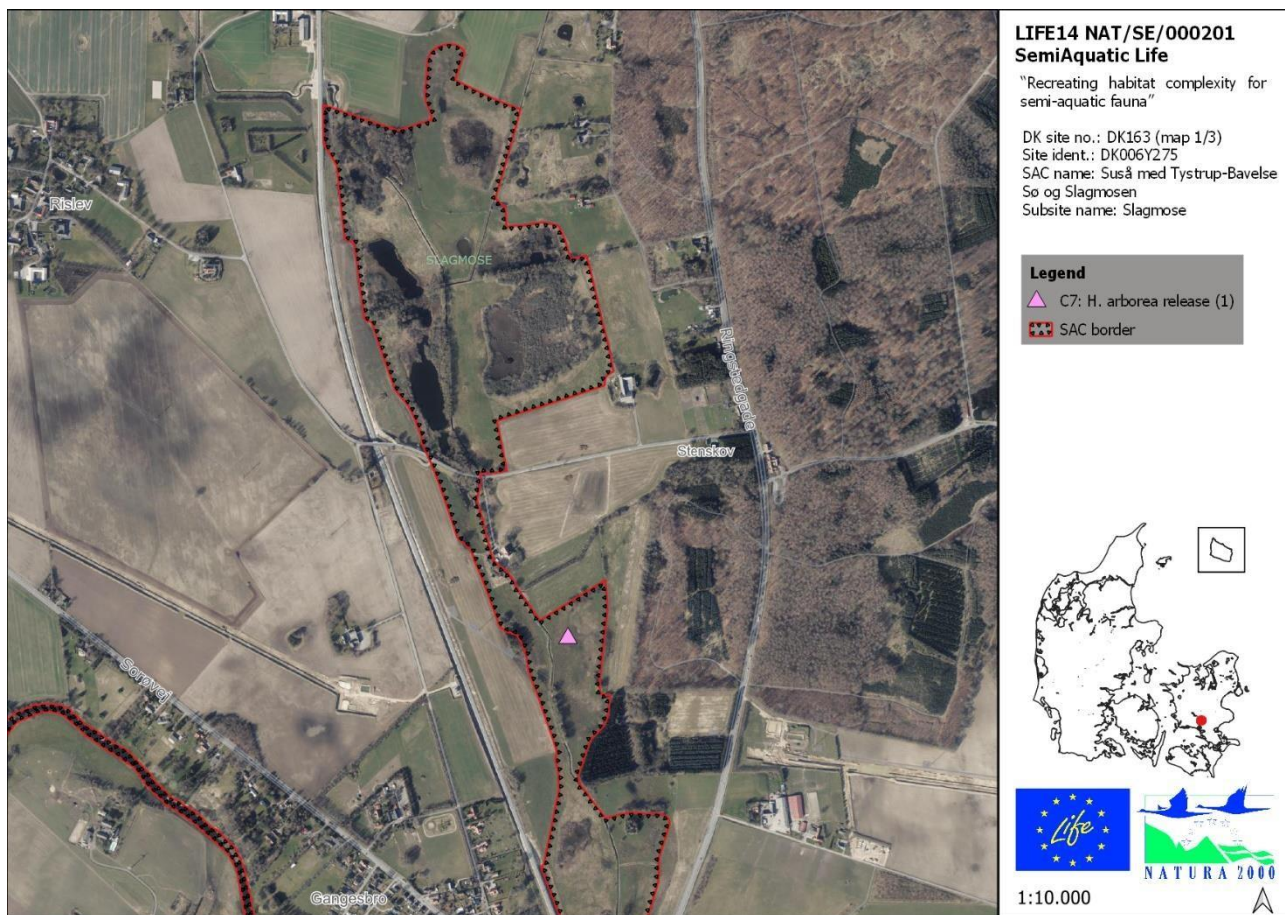 LIFE14 NAT/SE/000201
SemiAquatic Life
"Recreating habitat complexity for
semi-aquatic fauna"
DK site no.: DK163 (map 1/3)
Site ident.: DK006Y275
SAC name: Suså med Tystrup-Bavelse
Sø og Slagmosen
Subsite name: Slagmose
Legend
C7: H. arborea release (1)
SAC border
Rislev
SLAGMOSE
Ringstedgade
Stenskov
Sorøvej
Gangesbro
Life
NATURA 2000
1:10.000